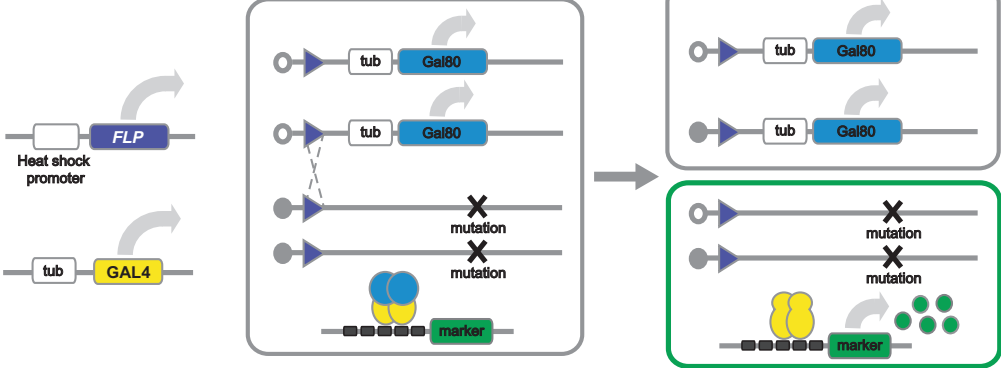 FLP
Heat shock
promoter
tub GAL4
tub Gal80
tub Gal80
mutation
mutation
marker
tub Gal80
tub Gal80
mutation
mutation
marker